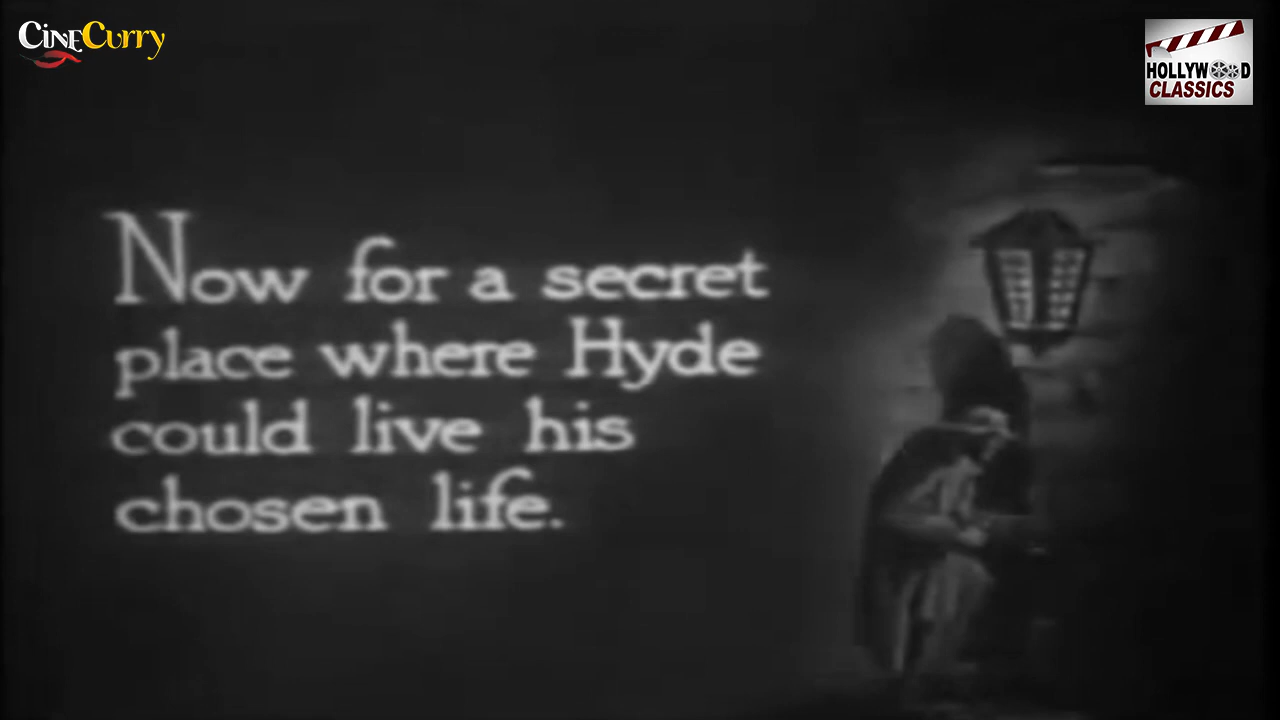 CINECURRY
HOLLYWOOD
CLASSICS
Now for a secret
place where Hyde
could live his
chosen life.